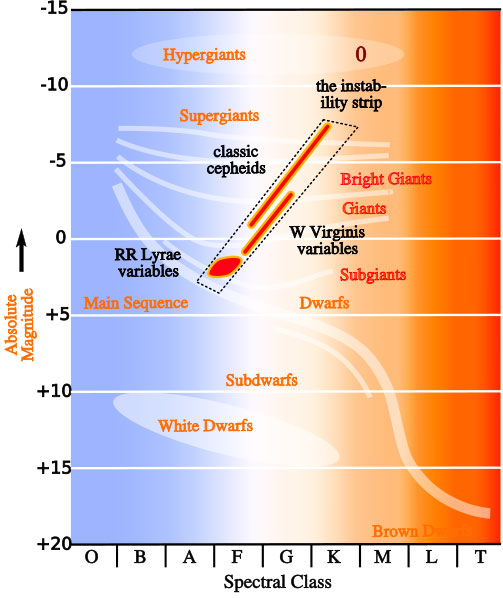 -15
Hypergiants
0
-10
the instab-
ility strip
Supergiants
classic
cepheids
-5
Bright Giants
Giants
0
W Virginis
variables
RR Lyrae
variables
Subgiants
Main Sequence
Dwarfs
Absolute
Magnitude
+5
Subdwarfs
+10
White Dwarfs
+15
Brown Dwarfs
+20
O B A F G K M L T
Spectral Class